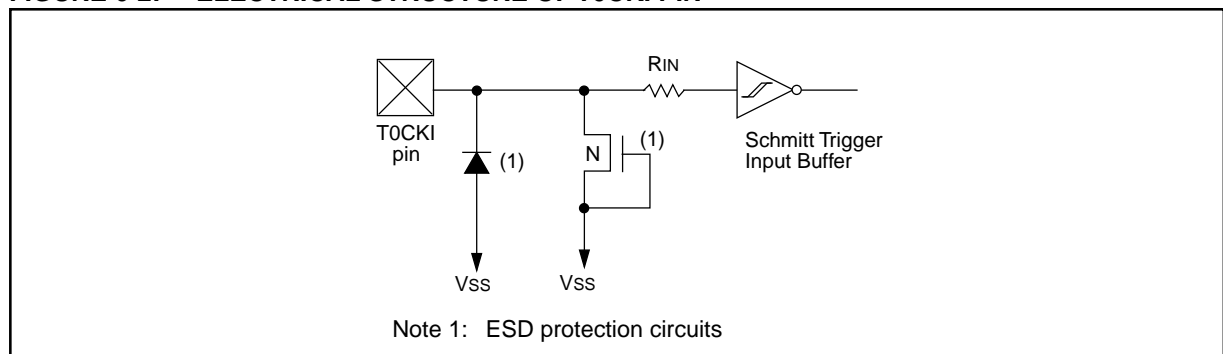 RIN
T0CKI
pin
(1)
N
(1)
Schmitt Trigger
Input Buffer
VSS
VSS
Note 1: ESD protection circuits